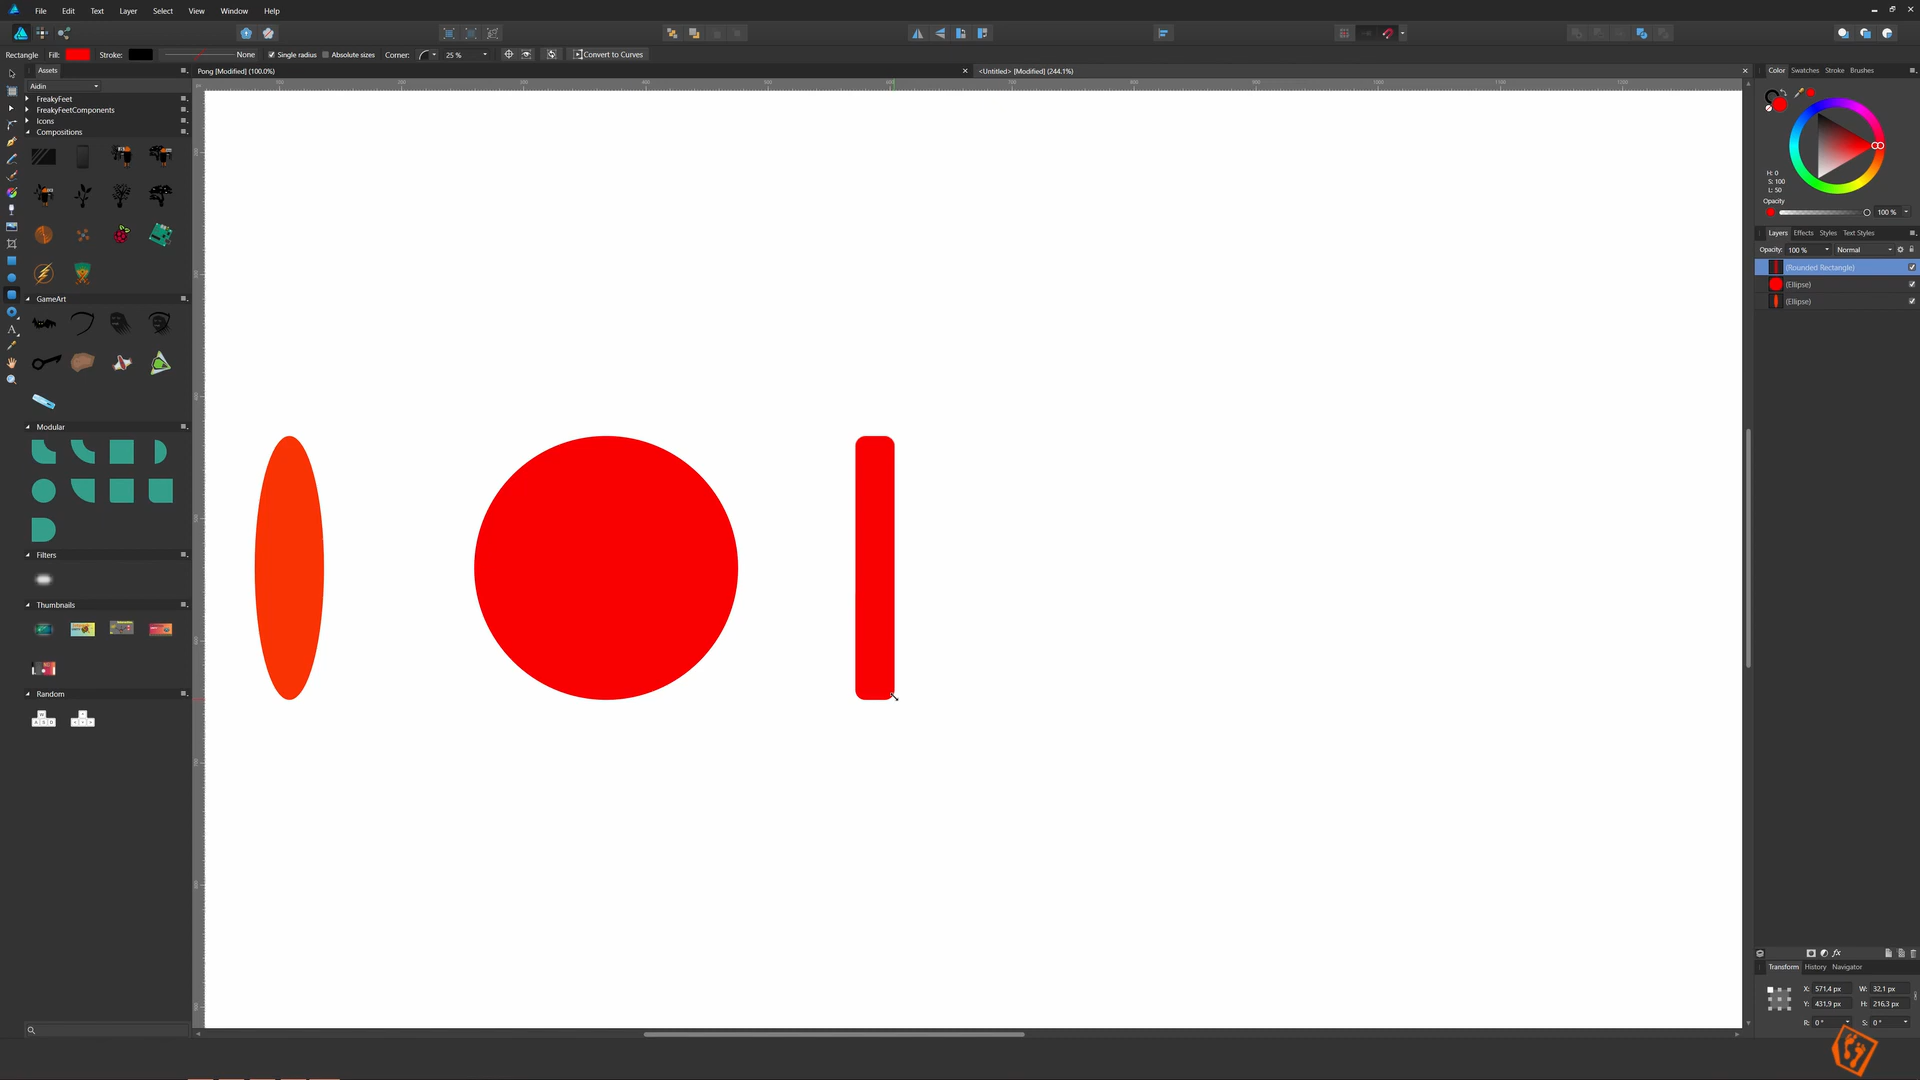 File Edit Text Layer Select View Window Help
Rectangle Fill: Stroke: None Single radius Absolute sizes Corner: 25 % Convert to Curves
Assets
Pong [Modified] (100.0%)
<Untitled> [Modified] (244.1%)
Color Swatches Stroke Brushes
Aidin
FreakyFeet
FreakyFeetComponents
Icons
Compositions
GameArt
Modular
Filters
Thumbnails
Random
H: 0
S: 100
L: 50
Opacity
100 %
Layers Effects Styles Text Styles
Opacity: 100 % Normal
(Rounded Rectangle)
(Ellipse)
(Ellipse)
Transform History Navigator
X: 571,4 px W: 32,1 px
Y: 431,9 px H: 216,3 px
R: 0 ° S: 0 °